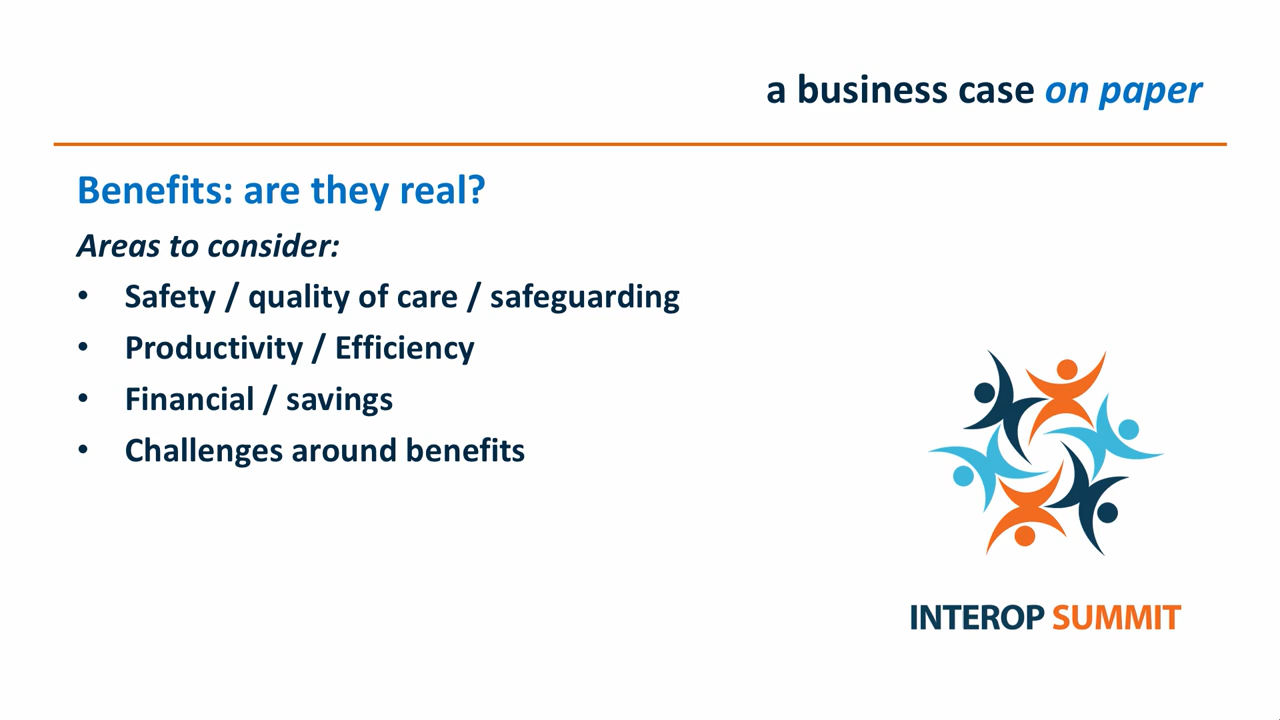 a business case on paper
Benefits: are they real?
Areas to consider:
• Safety / quality of care / safeguarding
• Productivity / Efficiency
• Financial / savings
• Challenges around benefits
INTEROP SUMMIT